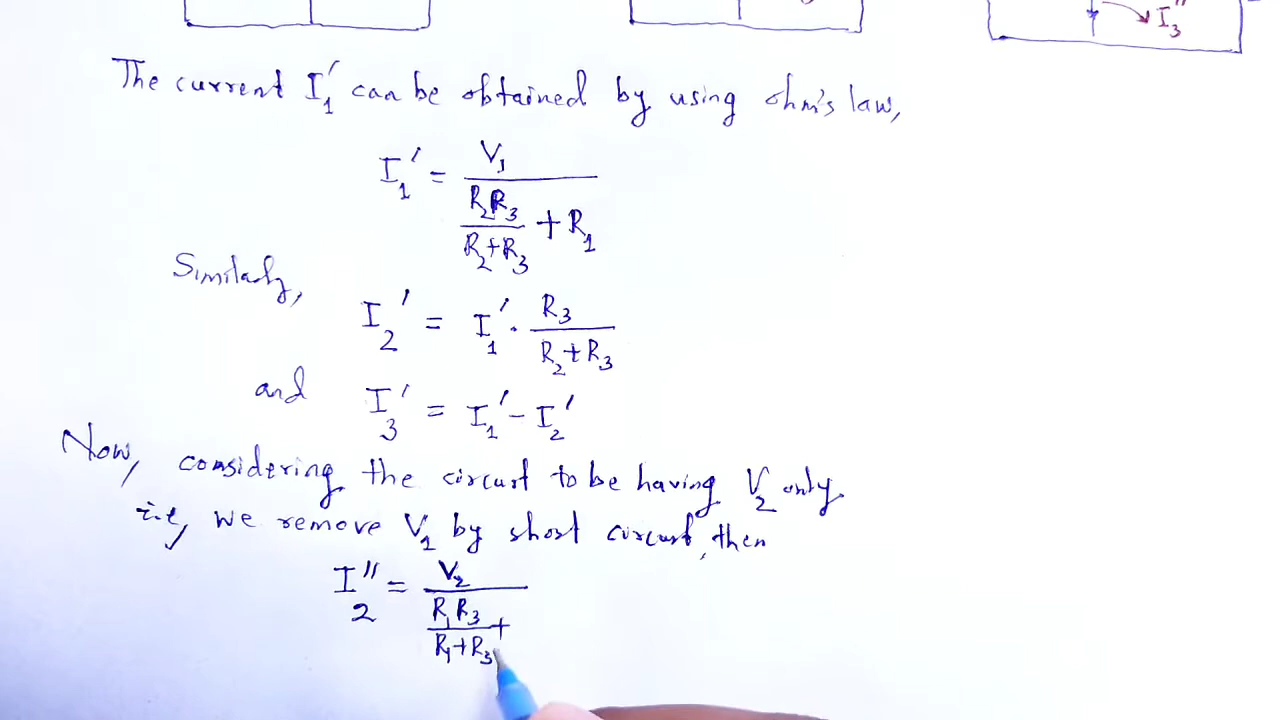 I₃''
The current I₁' can be obtained by using ohm's law,
I₁' = V₁ / (R₂R₃ / (R₂+R₃) + R₁)
Similarly,
I₂' = I₁' · R₃ / (R₂+R₃)
and I₃' = I₁' - I₂'
Now, considering the circuit to be having V₂ only
i.e, we remove V₁ by short circuit, then
I₂'' = V₂ / (R₁R₃ / (R₁+R₃) +